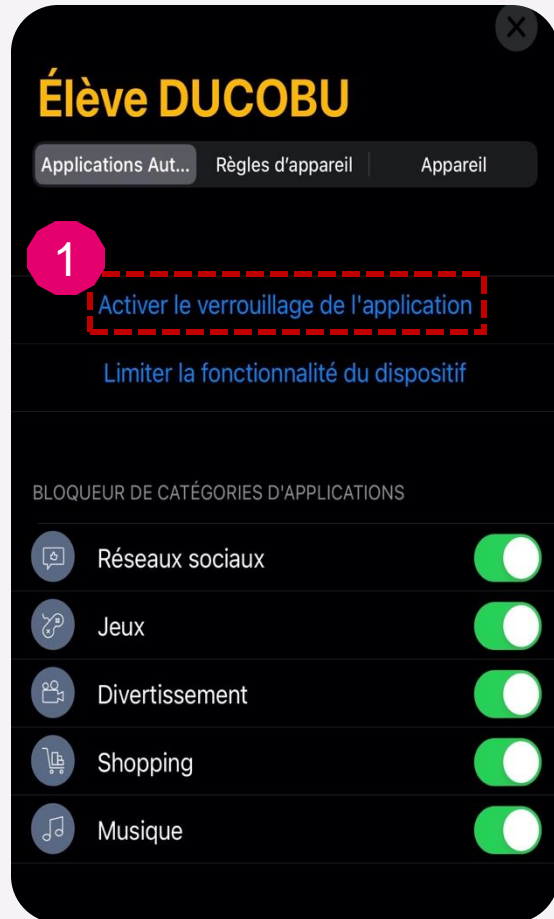 Élève DUCOBU
Applications Aut... Règles d'appareil Appareil
1
Activer le verrouillage de l'application
Limiter la fonctionnalité du dispositif
BLOQUEUR DE CATÉGORIES D'APPLICATIONS
Réseaux sociaux
Jeux
Divertissement
Shopping
Musique